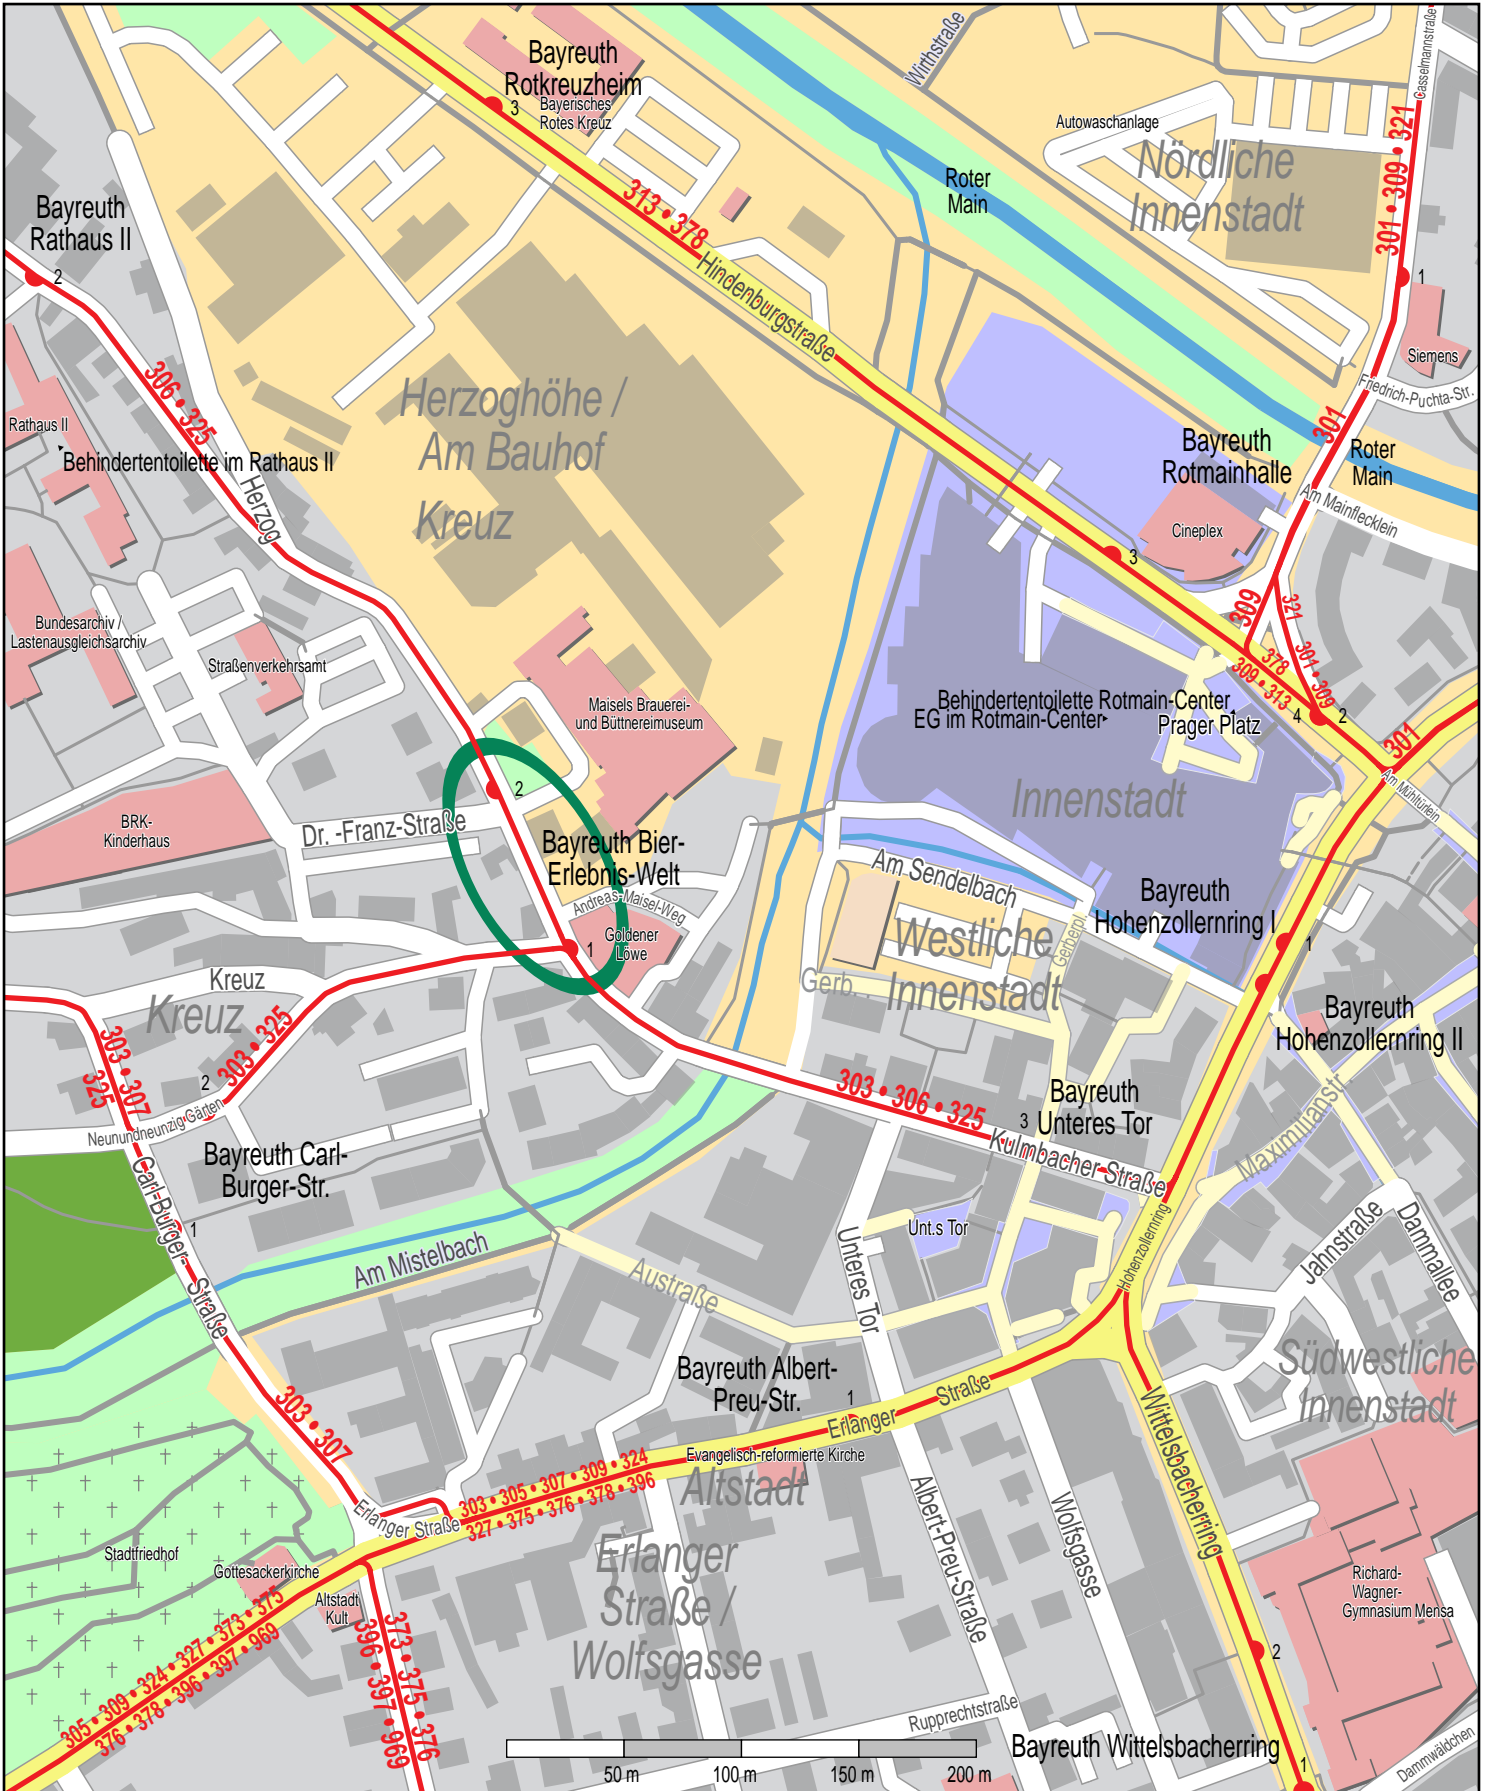 Bayreuth
Rotkreuzheim
Bayerisches
Rotes Kreuz
3
Wirthstraße
Casselmannstraße
Autowaschanlage
Nördliche
Innenstadt
301 • 309 • 321
Roter
Main
Bayreuth
Rathaus II
2
313 • 378
Hindenburgstraße
1
Siemens
Friedrich-Puchta-Str.
306 • 325
Rathaus II
Behindertentoilette im Rathaus II
Herzog
Herzoghöhe /
Am Bauhof
Kreuz
301
Bayreuth
Rotmainhalle
Roter
Main
Am Mainflecklein
Cineplex
3
Bundesarchiv /
Lastenausgleichsarchiv
Straßenverkehrsamt
309
321
378
301 • 309
309 • 313
Maisels Brauerei-
und Büttnereimuseum
Behindertentoilette Rotmain-Center
EG im Rotmain-Center
Prager Platz
4
2
301
Am Mühltürlein
Innenstadt
2
BRK-
Kinderhaus
Dr. -Franz-Straße
Bayreuth Bier-
Erlebnis-Welt
Andreas-Maisel-Weg
Goldener
Löwe
1
Am Sendelbach
Bayreuth
Hohenzollernring I
1
Gerberpl.
Westliche
Innenstadt
Gerb...
Kreuz
Kreuz
Bayreuth
Hohenzollernring II
303 • 307
325
303 • 325
2
Neunundneunzig Gärten
303 • 306 • 325
3
Bayreuth
Unteres Tor
Kulmbacher Straße
Maximilianstr.
Bayreuth Carl-
Burger-Str.
1
Carl-Burger- Straße
Am Mistelbach
Unt.s Tor
Unteres Tor
Hohenzollernring
Jahnstraße
Dammallee
Austraße
Südwestliche
Innenstadt
Bayreuth Albert-
Preu-Str.
1
Erlanger
Straße
Wittelsbacherring
303 • 307
Evangelisch-reformierte Kirche
Altstadt
303 • 305 • 307 • 309 • 324
327 • 375 • 376 • 378 • 396
Erlanger Straße
Albert-Preu-Straße
Wolfsgasse
Stadtfriedhof
Gottesackerkirche
Altstadt
Kult
Erlanger
Straße /
Wolfsgasse
Richard-
Wagner-
Gymnasium Mensa
2
305 • 309 • 324 • 327 • 373 • 375
376 • 378 • 396 • 397 • 969
373 • 375 • 376
396 • 397 • 969
Rupprechtstraße
Bayreuth Wittelsbacherring
1
Dammwäldchen
50 m
100 m
150 m
200 m